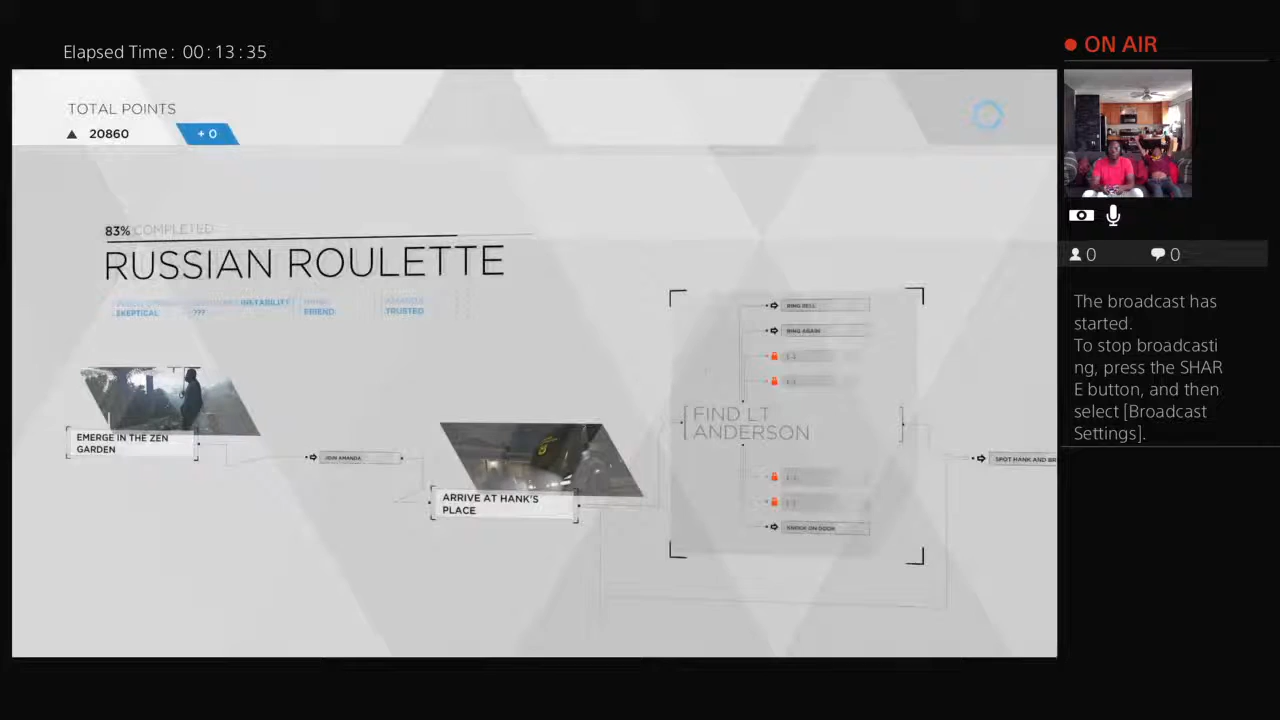 Elapsed Time: 00:13:35
ON AIR
TOTAL POINTS
20860
+ 0
83% COMPLETED
RUSSIAN ROULETTE
INSTABILITY
SKEPTICAL
???
FRIEND
AMANDA
TRUSTED
EMERGE IN THE ZEN
GARDEN
JOIN AMANDA
ARRIVE AT HANK'S
PLACE
RING BELL
RING AGAIN
FIND LT
ANDERSON
KNOCK ON DOOR
SPOT HANK AND BR
0
0
The broadcast has
started.
To stop broadcasti
ng, press the SHAR
E button, and then
select [Broadcast
Settings].